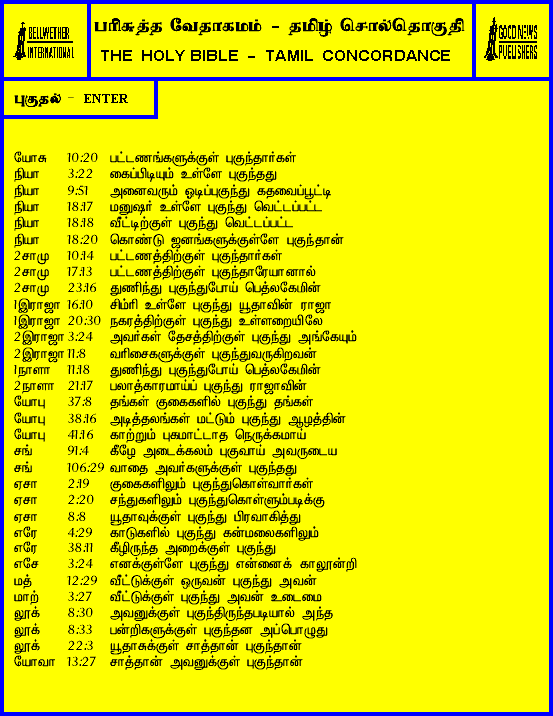 BELLWETHER
INTERNATIONAL
பரிசுத்த வேதாகமம் - தமிழ் சொல்தொகுதி
THE HOLY BIBLE - TAMIL CONCORDANCE
GOOD NEWS
PUBLISHERS
புகுதல் - ENTER
யோசு 10:20 பட்டணங்களுக்குள் புகுந்தார்கள்
நியா 3:22 கைப்பிடியும் உள்ளே புகுந்தது
நியா 9:51 அனைவரும் ஒடிப்புகுந்து கதவைப்பூட்டி
நியா 18:17 மனுஷர் உள்ளே புகுந்து வெட்டப்பட்ட
நியா 18:18 வீட்டிற்குள் புகுந்து வெட்டப்பட்ட
நியா 18:20 கொண்டு ஜனங்களுக்குள்ளே புகுந்தான்
2சாமு 10:14 பட்டணத்திற்குள் புகுந்தார்கள்
2சாமு 17:13 பட்டணத்திற்குள் புகுந்தாரேயானால்
2சாமு 23:16 துணிந்து புகுந்துபோய் பெத்லகேமின்
1இராஜா 16:10 சிம்ரி உள்ளே புகுந்து யூதாவின் ராஜா
1இராஜா 20:30 நகரத்திற்குள் புகுந்து உள்ளறையிலே
2இராஜா 3:24 அவர்கள் தேசத்திற்குள் புகுந்து அங்கேயும்
2இராஜா 11:8 வரிசைகளுக்குள் புகுந்துவருகிறவன்
1நாளா 11:18 துணிந்து புகுந்துபோய் பெத்லகேமின்
2நாளா 21:17 பலாத்காரமாய்ப் புகுந்து ராஜாவின்
யோபு 37:8 தங்கள் குகைகளில் புகுந்து தங்கள்
யோபு 38:16 அடித்தலங்கள் மட்டும் புகுந்து ஆழத்தின்
யோபு 41:16 காற்றும் புகமாட்டாத நெருக்கமாய்
சங் 91:4 கீழே அடைக்கலம் புகுவாய் அவருடைய
சங் 106:29 வாதை அவர்களுக்குள் புகுந்தது
ஏசா 2:19 குகைகளிலும் புகுந்துகொள்வார்கள்
ஏசா 2:20 சந்துகளிலும் புகுந்துகொள்ளும்படிக்கு
ஏசா 8:8 யூதாவுக்குள் புகுந்து பிரவாகித்து
எரே 4:29 காடுகளில் புகுந்து கன்மலைகளிலும்
எரே 38:11 கீழிருந்த அறைக்குள் புகுந்து
எசே 3:24 எனக்குள்ளே புகுந்து என்னைக் காலூன்றி
மத் 12:29 வீட்டுக்குள் ஒருவன் புகுந்து அவன்
மாற் 3:27 வீட்டுக்குள் புகுந்து அவன் உடைமை
லூக் 8:30 அவனுக்குள் புகுந்திருந்தபடியால் அந்த
லூக் 8:33 பன்றிகளுக்குள் புகுந்தன அப்பொழுது
லூக் 22:3 யூதாசுக்குள் சாத்தான் புகுந்தான்
யோவா 13:27 சாத்தான் அவனுக்குள் புகுந்தான்